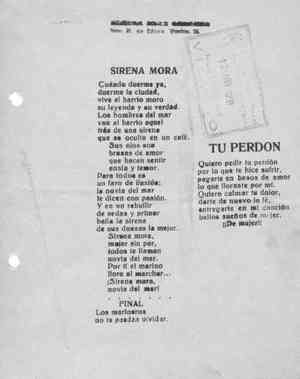 SIRENA MORA
Cuando duerme ya,
duerme la ciudad,
vive el barrio moro
su leyenda y su verdad.
Los hombres del mar
van al barrio aquel
trás de una sirena
que se oculta en un café.
Sus ojos son
brasas de amor
que hacen sentir
ansia y temor.
Para todos es
un faro de ilusión;
la novia del mar
le dicen con pasión.
Y en un rebullir
de sedas y
baila la sirena
de sus deseos la mejor.
Sirena mora,
mujer sin par,
todos te llaman
novia del mar.
Por tí el marino
llora al marchar...
¡Sirena mora,
novia del mar!
. . . . . .
FINAL
Los marineros
no te pueden olvidar.
TU PERDON
Quiero pedir tu perdón
por lo que te hice sufrir,
pagarte en besos de amor
lo que lloraste por mí.
Quiero calmar tu dolor,
darte de nuevo la fé,
entregarte en mi canción
bellos sueños de mujer.
¡¡De mujer!!